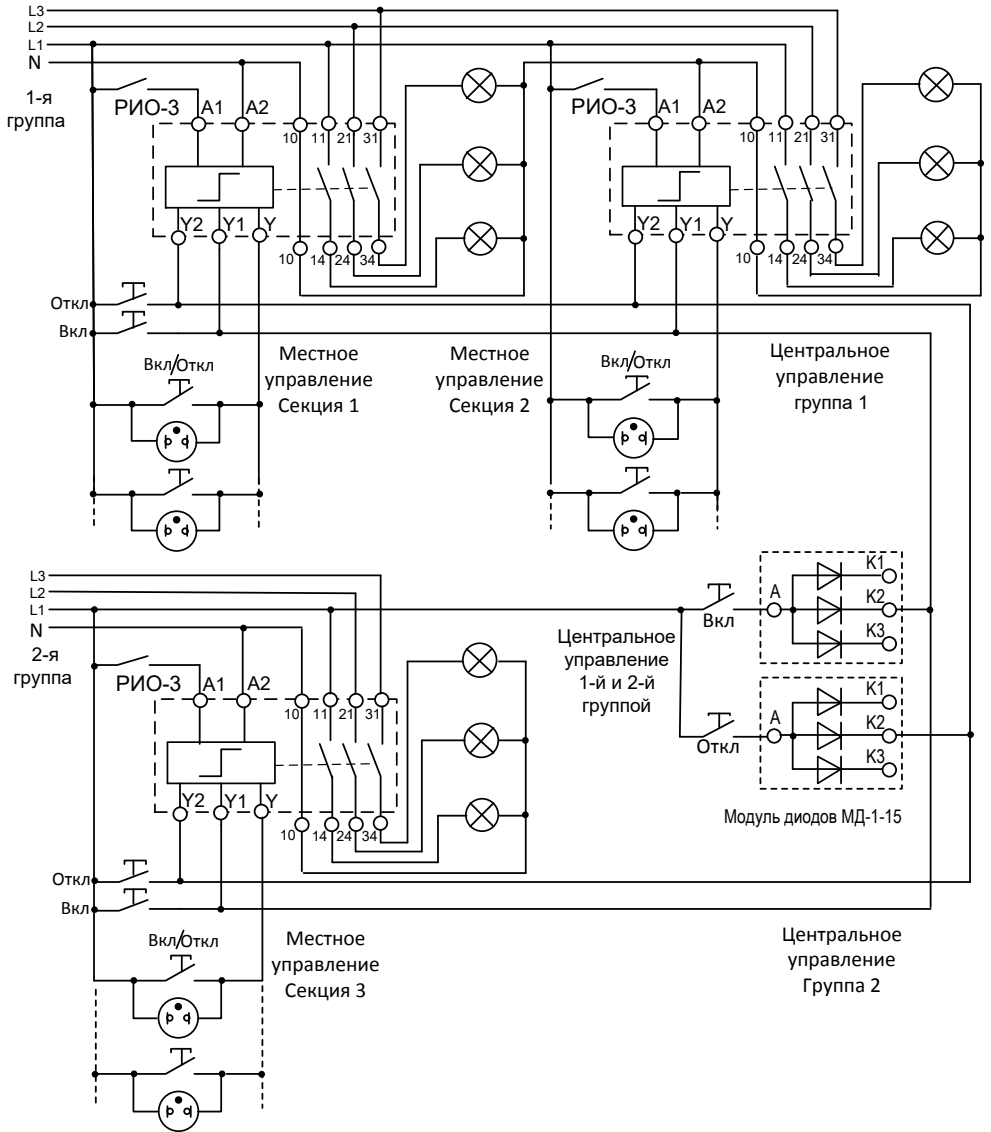 L3
L2
L1
N
1-я
группа
РИО-3 A1 A2
10 11 21 31
Y2 Y1 Y
10 14 24 34
РИО-3 A1 A2
10 11 21 31
Y2 Y1 Y
10 14 24 34
Откл
Вкл
Вкл/Откл
Местное
управление
Секция 1
Местное
управление
Секция 2
Вкл/Откл
Центральное
управление
группа 1
L3
L2
L1
N
2-я
группа
РИО-3 A1 A2
10 11 21 31
Y2 Y1 Y
10 14 24 34
Центральное
управление
1-й и 2-й
группой
Вкл
A
K1
K2
K3
Откл
A
K1
K2
K3
Модуль диодов МД-1-15
Откл
Вкл
Вкл/Откл
Местное
управление
Секция 3
Центральное
управление
Группа 2